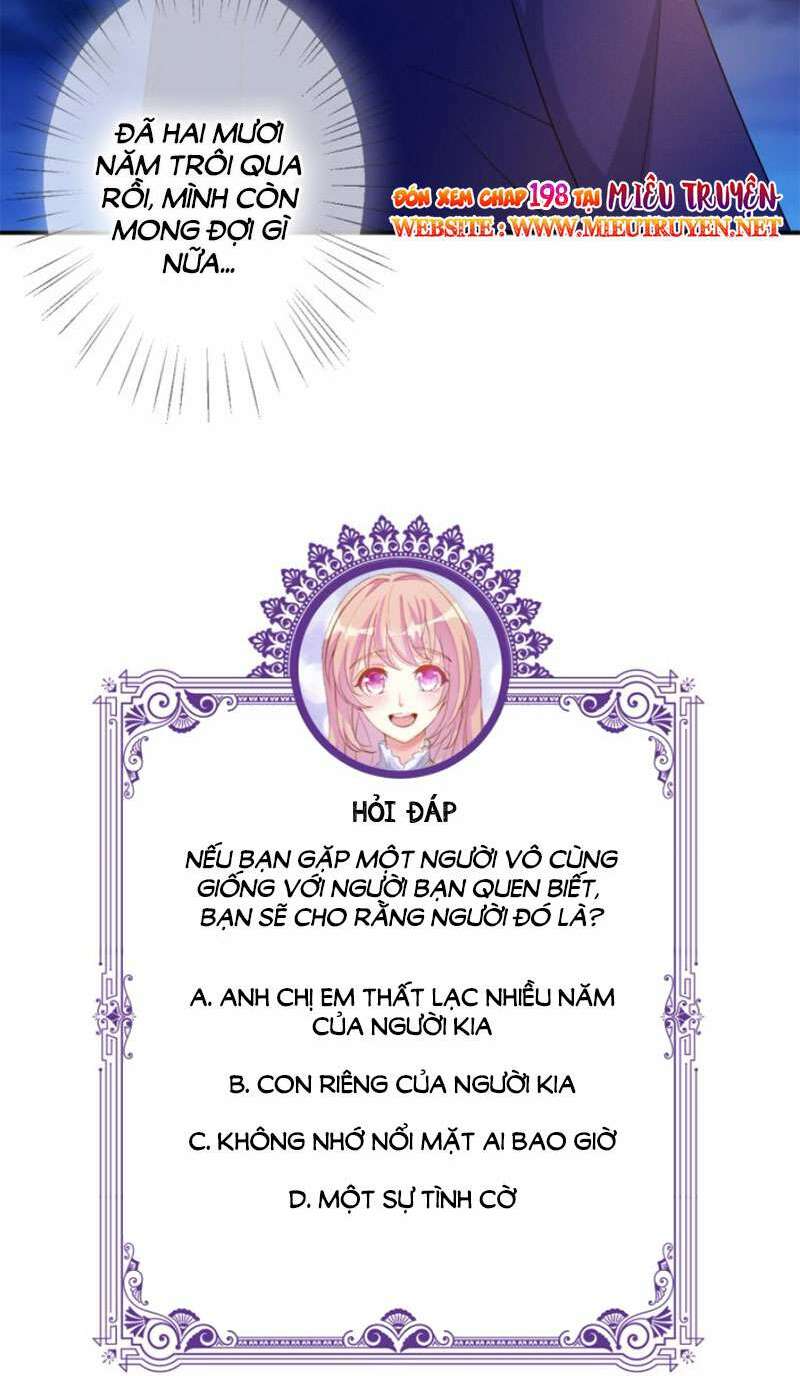 ĐÃ HAI MƯƠI
NĂM TRÔI QUA
RỒI, MÌNH CÒN
MONG ĐỢI GÌ
NỮA...
ĐÓN XEM CHAP 198 TẠI MIÊU TRUYỆN
WEBSITE : WWW.MIEUTRUYEN.NET
HỎI ĐÁP
NẾU BẠN GẶP MỘT NGƯỜI VÔ CÙNG
GIỐNG VỚI NGƯỜI BẠN QUEN BIẾT,
BẠN SẼ CHO RẰNG NGƯỜI ĐÓ LÀ?
A. ANH CHỊ EM THẤT LẠC NHIỀU NĂM
CỦA NGƯỜI KIA
B. CON RIÊNG CỦA NGƯỜI KIA
C. KHÔNG NHỚ NỔI MẶT AI BAO GIỜ
D. MỘT SỰ TÌNH CỜ